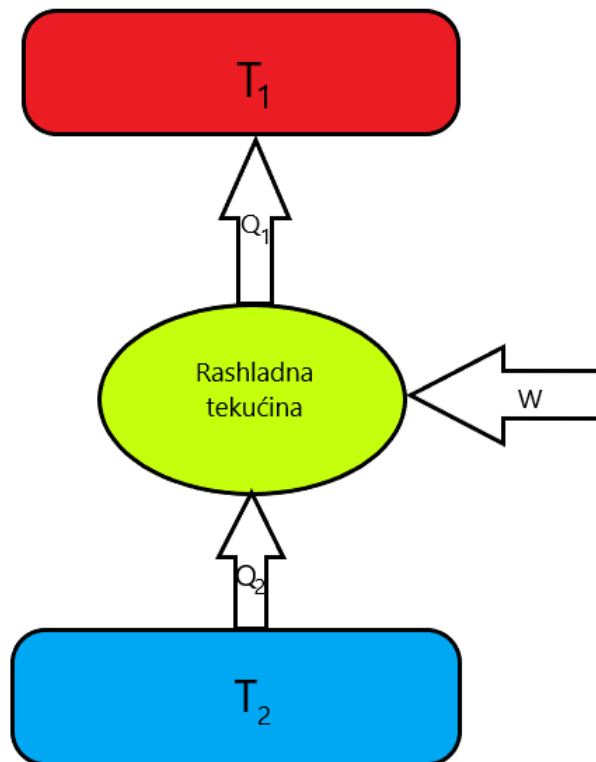 T₁
Q₁
Rashladna
tekućina
W
Q₂
T₂